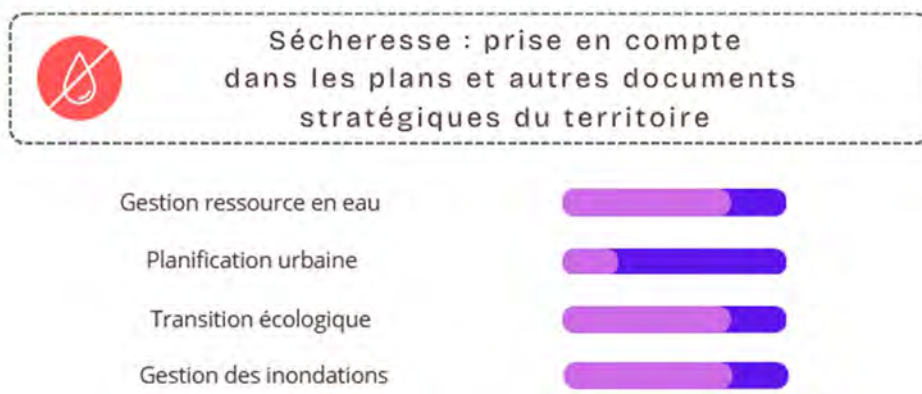 Sécheresse : prise en compte
dans les plans et autres documents
stratégiques du territoire
Gestion ressource en eau
Planification urbaine
Transition écologique
Gestion des inondations